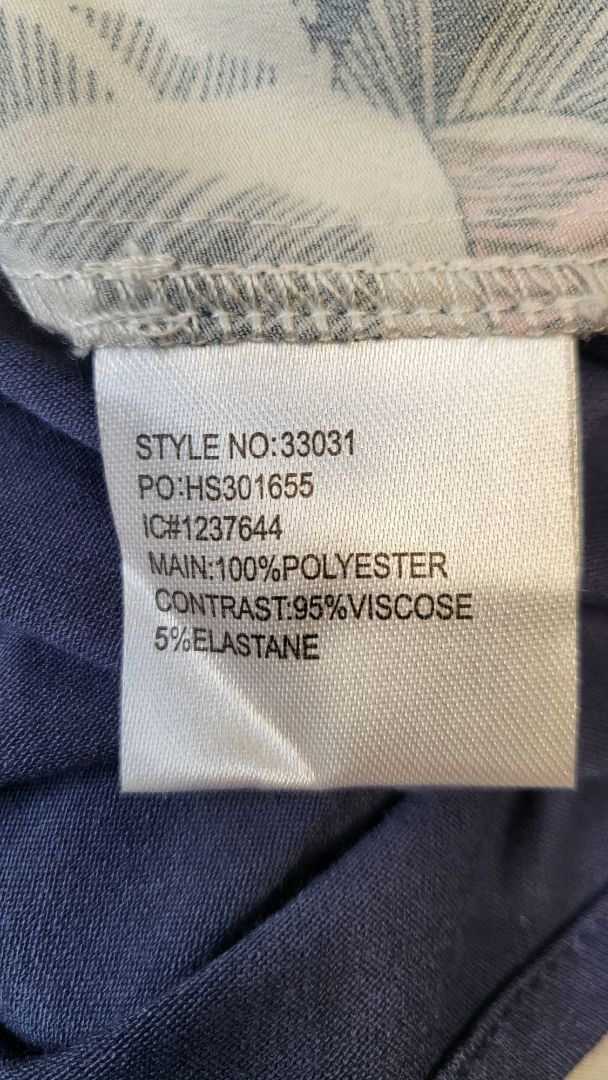 STYLE NO:33031
PO:HS301655
IC#1237644
MAIN:100%POLYESTER
CONTRAST:95%VISCOSE
5%ELASTANE